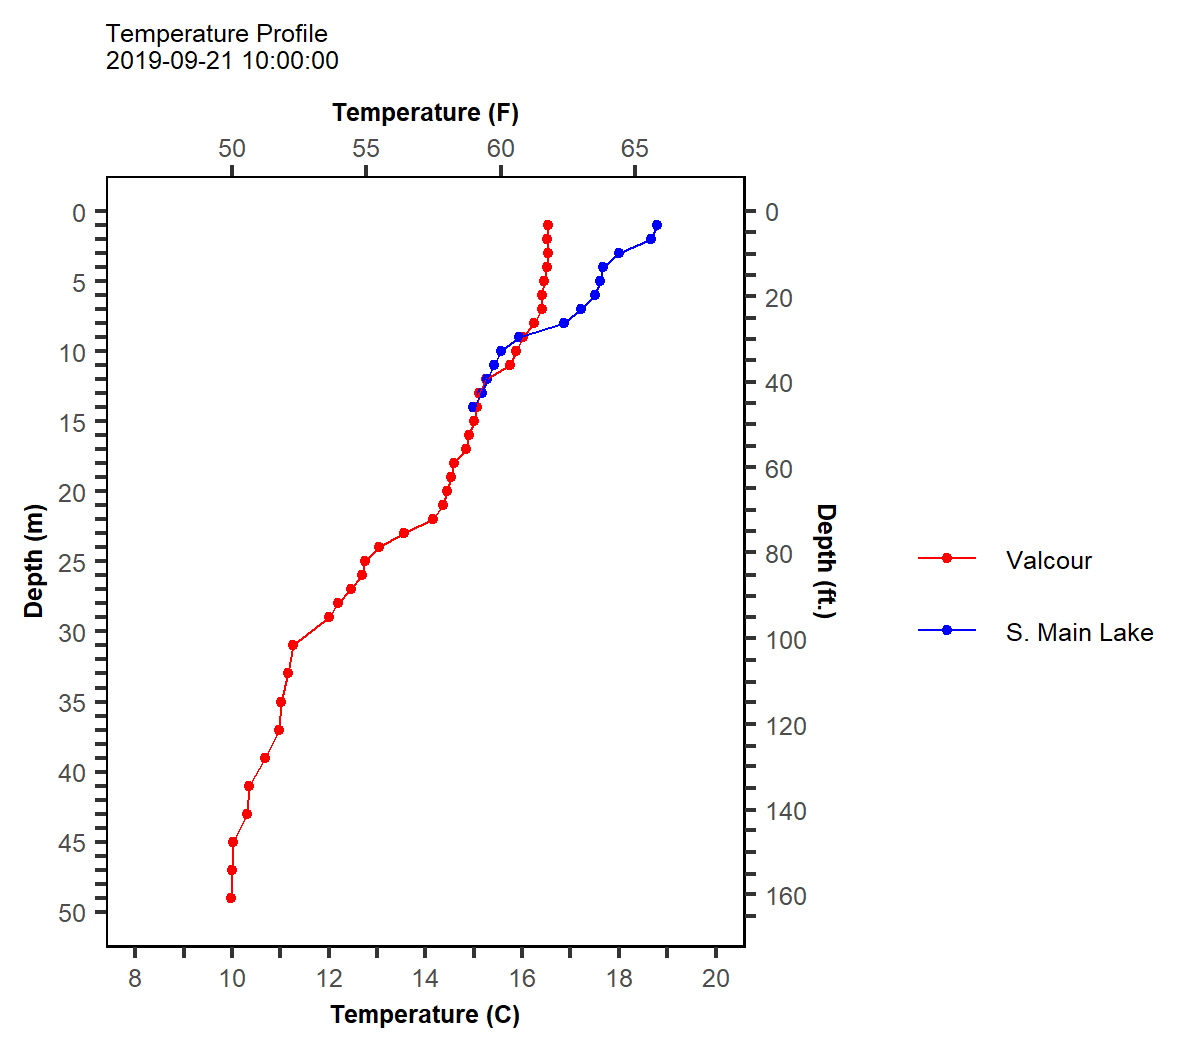 Temperature Profile
2019-09-21 10:00:00
Temperature (F)
50 55 60 65
0
5
10
15
20
25
30
35
40
45
50
Depth (m)
0
20
40
60
80
100
120
140
160
Depth (ft.)
Valcour
S. Main Lake
8 10 12 14 16 18 20
Temperature (C)